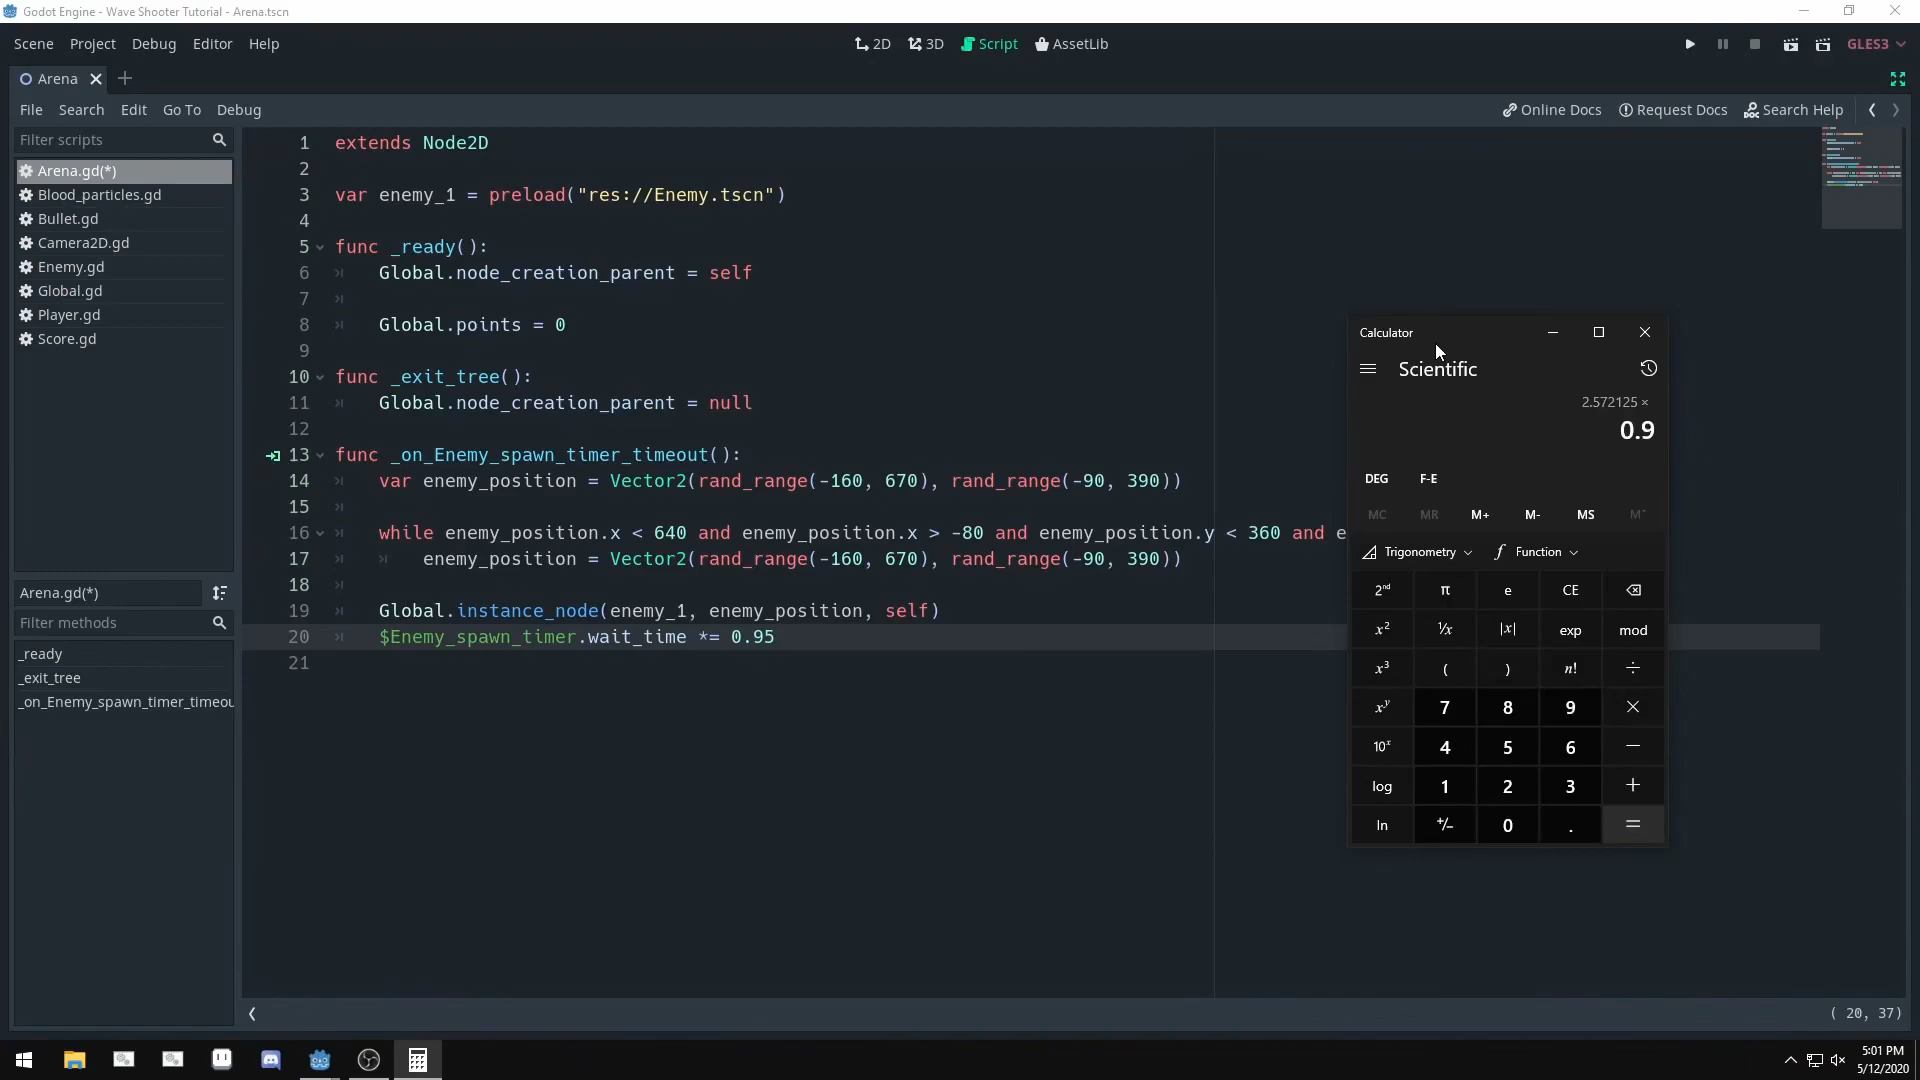 Godot Engine - Wave Shooter Tutorial - Arena.tscn
Scene Project Debug Editor Help
2D 3D Script AssetLib
GLES3
Arena
File Search Edit Go To Debug
Online Docs Request Docs Search Help
Filter scripts
Arena.gd(*)
Blood_particles.gd
Bullet.gd
Camera2D.gd
Enemy.gd
Global.gd
Player.gd
Score.gd
Arena.gd(*)
Filter methods
_ready
_exit_tree
_on_Enemy_spawn_timer_timeou
1 extends Node2D
2
3 var enemy_1 = preload("res://Enemy.tscn")
4
5 func _ready():
6 Global.node_creation_parent = self
7
8 Global.points = 0
9
10 func _exit_tree():
11 Global.node_creation_parent = null
12
13 func _on_Enemy_spawn_timer_timeout():
14 var enemy_position = Vector2(rand_range(-160, 670), rand_range(-90, 390))
15
16 while enemy_position.x < 640 and enemy_position.x > -80 and enemy_position.y < 360 and e
17 enemy_position = Vector2(rand_range(-160, 670), rand_range(-90, 390))
18
19 Global.instance_node(enemy_1, enemy_position, self)
20 $Enemy_spawn_timer.wait_time *= 0.95
21
( 20, 37)
Calculator
Scientific
2.572125 ×
0.9
DEG F-E
MC MR M+ M- MS M˅
Trigonometry Function
2nd π e CE
x² ¹/x |x| exp mod
x³ ( ) n! ÷
xʸ 7 8 9 ×
10ˣ 4 5 6 −
log 1 2 3 +
ln +/− 0 . =
5:01 PM
5/12/2020